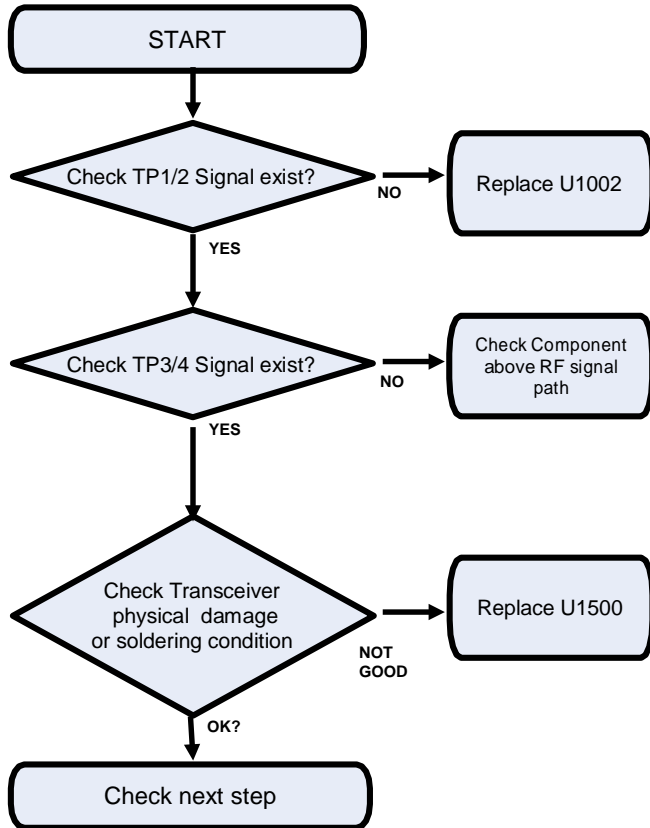 START
Check TP1/2 Signal exist?
NO
Replace U1002
YES
Check TP3/4 Signal exist?
NO
Check Component
above RF signal
path
YES
Check Transceiver
physical damage
or soldering condition
NOT
GOOD
Replace U1500
OK?
Check next step